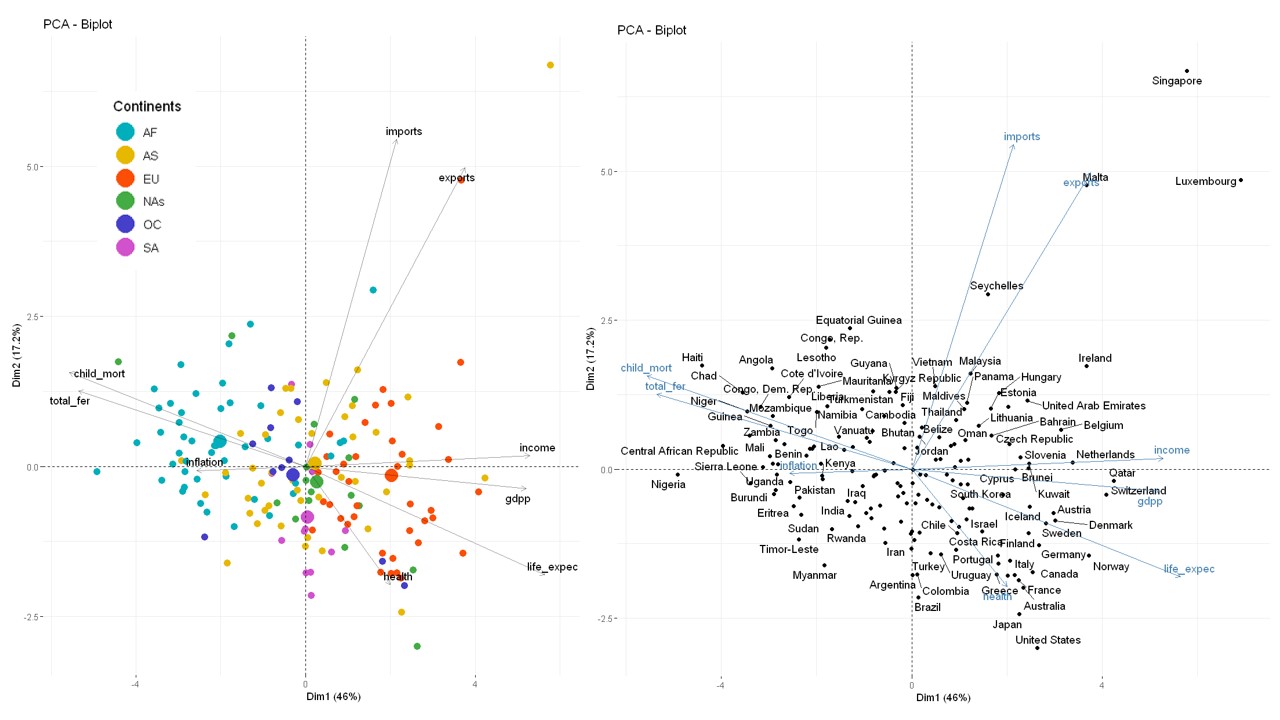 PCA - Biplot
Continents
AF
AS
EU
NAs
OC
SA
imports
exports
child_mort
total_fer
inflation
income
gdpp
life_expec
health
5.0
2.5
0.0
-2.5
-4
0
4
Dim2 (17.2%)
Dim1 (46%)
PCA - Biplot
Singapore
imports
exports
Malta
Luxembourg
Seychelles
Equatorial Guinea
Congo, Rep.
Haiti
Angola
Lesotho
Guyana
Vietnam
Malaysia
Ireland
child_mort
Chad
Cote d'Ivoire
Mauritania
Kyrgyz Republic
Panama
Hungary
total_fer
Congo, Dem. Rep.
Liberia
Turkmenistan
Fiji
Maldives
Estonia
Niger
Mozambique
Namibia
Cambodia
Thailand
Lithuania
United Arab Emirates
Guinea
Zambia
Togo
Vanuatu
Bhutan
Belize
Oman
Bahrain
Belgium
Czech Republic
Central African Republic
Mali
Benin
Lao
Jordan
Slovenia
Netherlands
income
Sierra Leone
inflation
Kenya
Nigeria
Uganda
Cyprus
Brunei
Qatar
Burundi
Pakistan
Iraq
South Korea
Kuwait
Switzerland
gdpp
Eritrea
India
Iceland
Austria
Sudan
Rwanda
Chile
Israel
Sweden
Denmark
Timor-Leste
Iran
Costa Rica
Finland
Germany
Myanmar
Turkey
Portugal
Italy
Norway
life_expec
Argentina
Colombia
Uruguay
Greece
France
Canada
health
Brazil
Australia
Japan
United States
5.0
2.5
0.0
-2.5
-4
0
4
Dim2 (17.2%)
Dim1 (46%)